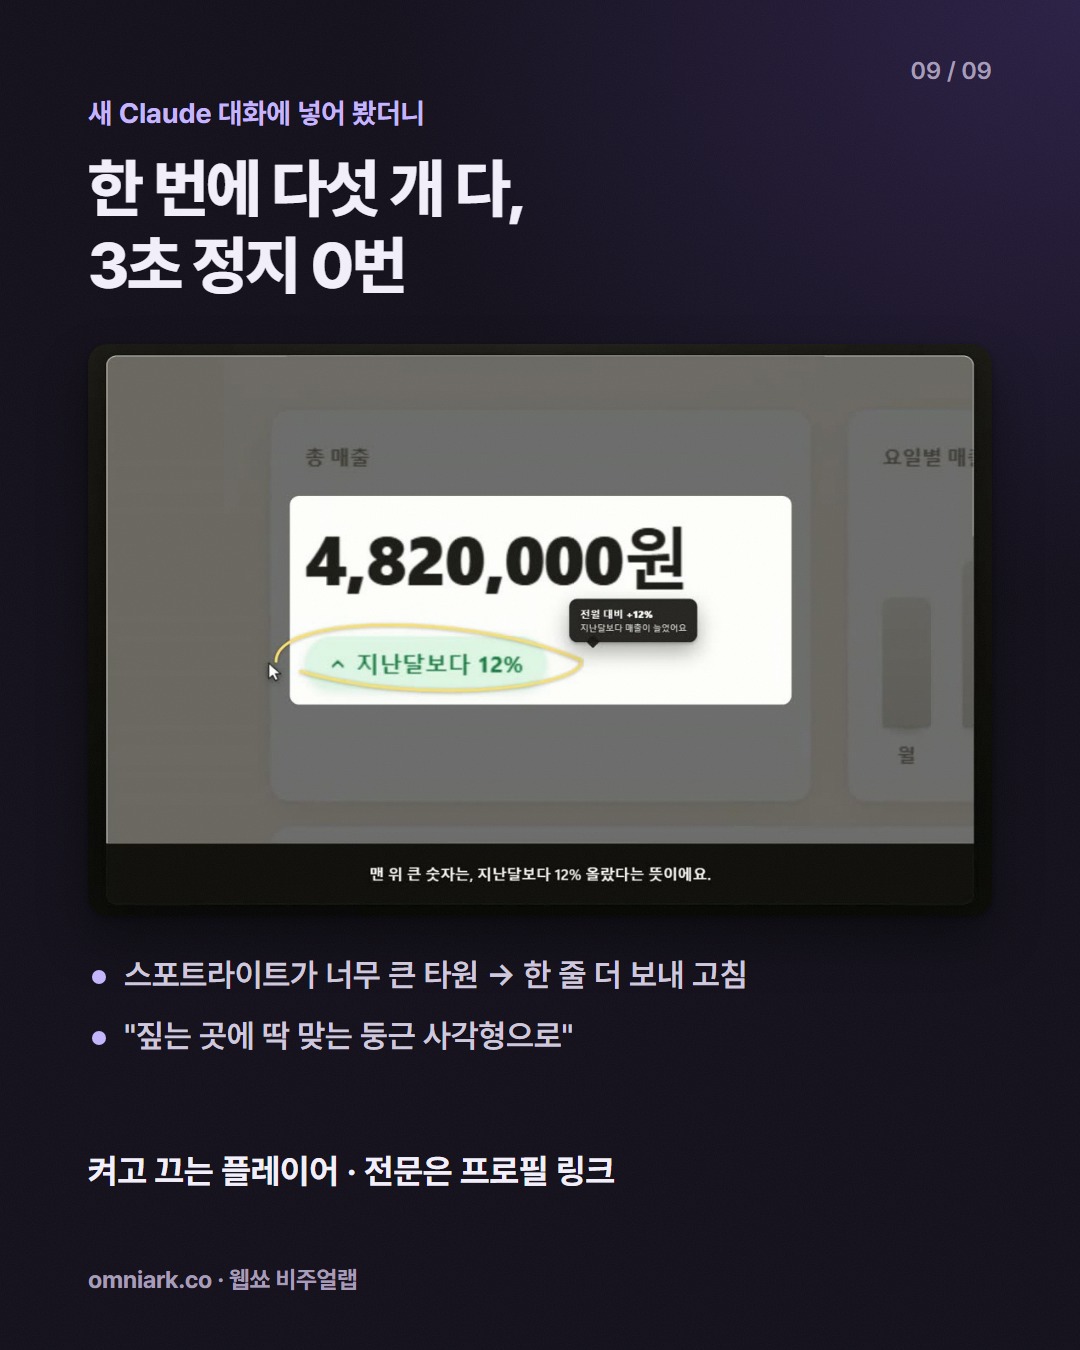 09 / 09
새 Claude 대화에 넣어 봤더니
한 번에 다섯 개 다,
3초 정지 0번
총 매출
요일별 매출
4,820,000원
전월 대비 +12%
지난달보다 매출이 늘었어요
지난달보다 12%
월
맨 위 큰 숫자는, 지난달보다 12% 올랐다는 뜻이에요.
스포트라이트가 너무 큰 타원 → 한 줄 더 보내 고침
"짚는 곳에 딱 맞는 둥근 사각형으로"
켜고 끄는 플레이어 · 전문은 프로필 링크
omniark.co · 웹쑈 비주얼랩